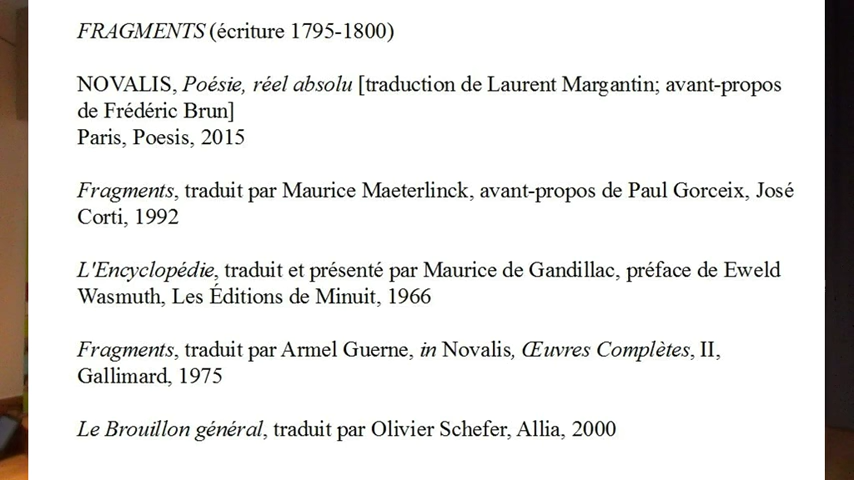 FRAGMENTS (écriture 1795-1800)
NOVALIS, Poésie, réel absolu [traduction de Laurent Margantin; avant-propos
de Frédéric Brun]
Paris, Poesis, 2015
Fragments, traduit par Maurice Maeterlinck, avant-propos de Paul Gorceix, José
Corti, 1992
L'Encyclopédie, traduit et présenté par Maurice de Gandillac, préface de Eweld
Wasmuth, Les Éditions de Minuit, 1966
Fragments, traduit par Armel Guerne, in Novalis, Œuvres Complètes, II,
Gallimard, 1975
Le Brouillon général, traduit par Olivier Schefer, Allia, 2000